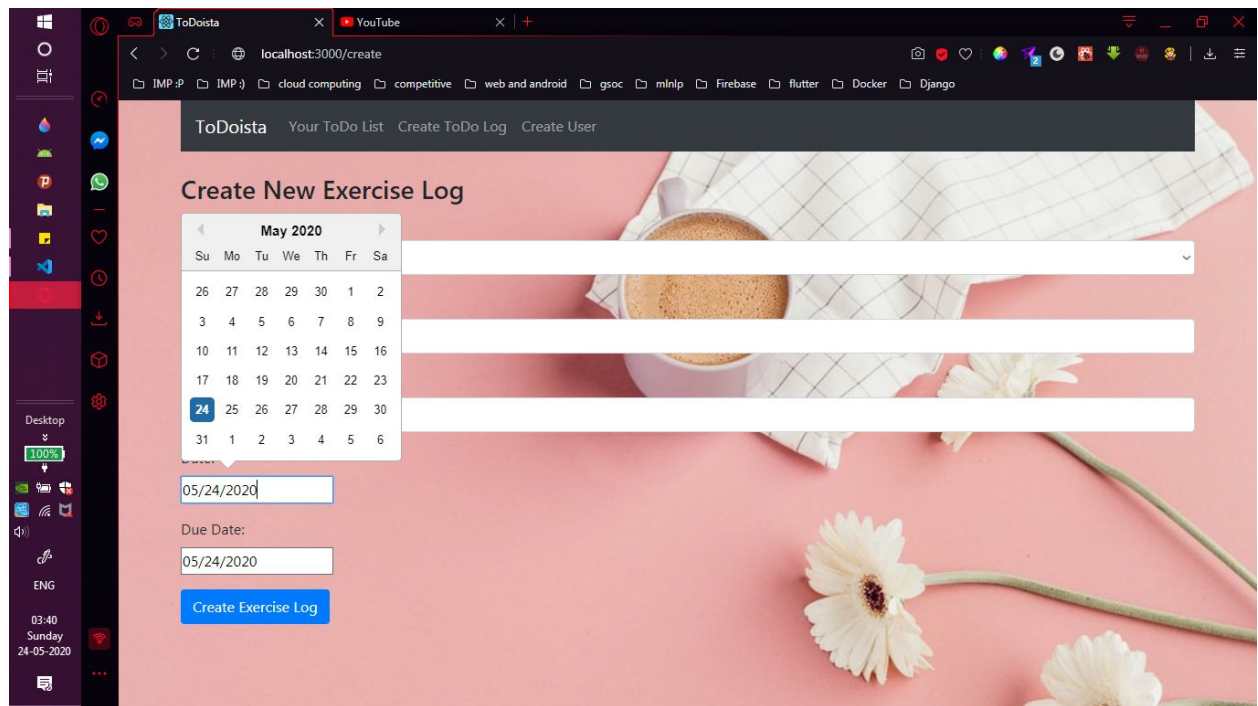 ToDoista
YouTube
localhost:3000/create
IMP :P IMP :) cloud computing competitive web and android gsoc mlnlp Firebase flutter Docker Django
ToDoista Your ToDo List Create ToDo Log Create User
Create New Exercise Log
May 2020
Su Mo Tu We Th Fr Sa
26 27 28 29 30 1 2
3 4 5 6 7 8 9
10 11 12 13 14 15 16
17 18 19 20 21 22 23
24 25 26 27 28 29 30
31 1 2 3 4 5 6
Date:
05/24/2020
Due Date:
05/24/2020
Create Exercise Log
2
Desktop
100%
ENG
03:40
Sunday
24-05-2020